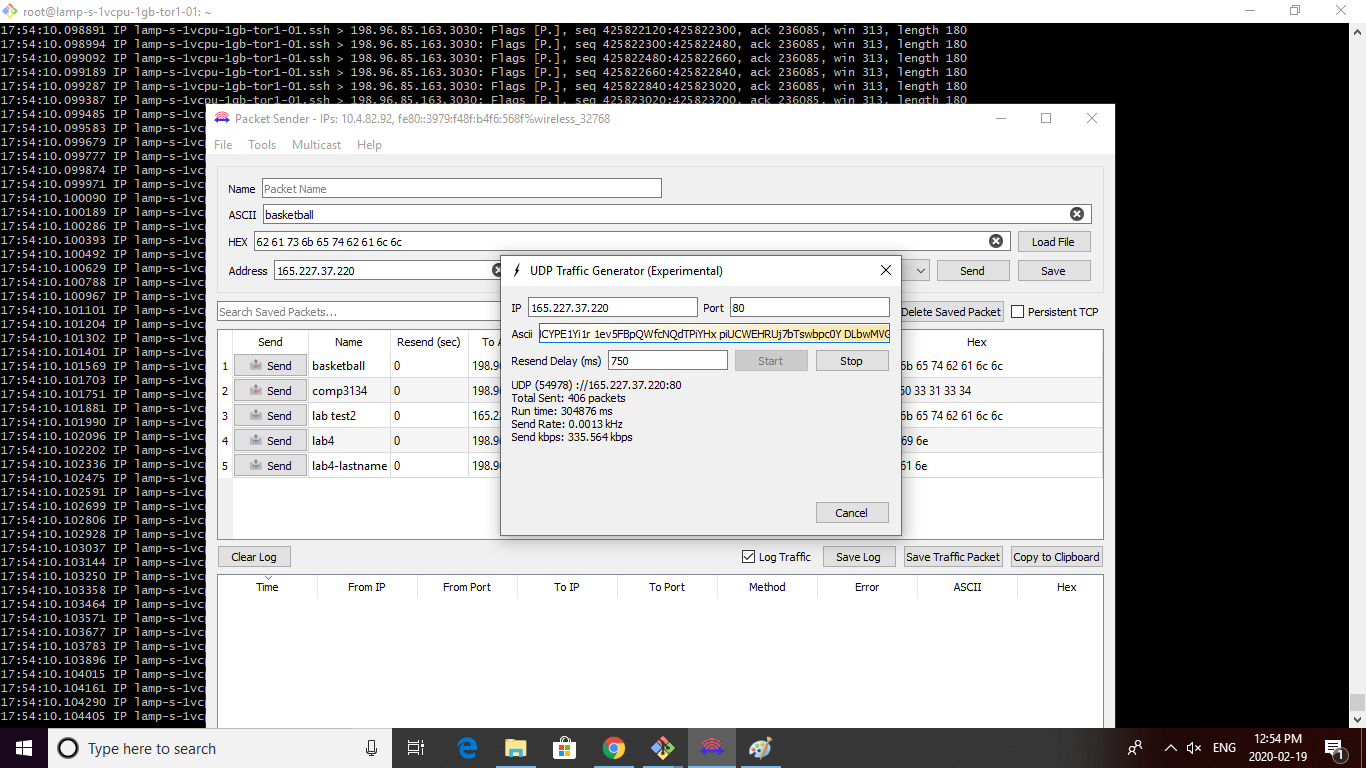 root@lamp-s-1vcpu-1gb-tor1-01: ~
17:54:10.098891 IP lamp-s-1vcpu-1gb-tor1-01.ssh > 198.96.85.163.3030: Flags [P.], seq 425822120:425822300, ack 236085, win 313, length 180
17:54:10.098994 IP lamp-s-1vcpu-1gb-tor1-01.ssh > 198.96.85.163.3030: Flags [P.], seq 425822300:425822480, ack 236085, win 313, length 180
17:54:10.099092 IP lamp-s-1vcpu-1gb-tor1-01.ssh > 198.96.85.163.3030: Flags [P.], seq 425822480:425822660, ack 236085, win 313, length 180
17:54:10.099189 IP lamp-s-1vcpu-1gb-tor1-01.ssh > 198.96.85.163.3030: Flags [P.], seq 425822660:425822840, ack 236085, win 313, length 180
17:54:10.099287 IP lamp-s-1vcpu-1gb-tor1-01.ssh > 198.96.85.163.3030: Flags [P.], seq 425822840:425823020, ack 236085, win 313, length 180
17:54:10.099387 IP lamp-s-1vcpu-1gb-tor1-01.ssh > 198.96.85.163.3030: Flags [P.], seq 425823020:425823200, ack 236085, win 313, length 180
17:54:10.099485 IP lamp-s-1vc
17:54:10.099583 IP lamp-s-1vc
17:54:10.099679 IP lamp-s-1vc
17:54:10.099777 IP lamp-s-1vc
17:54:10.099874 IP lamp-s-1vc
17:54:10.099971 IP lamp-s-1vc
17:54:10.100090 IP lamp-s-1vc
17:54:10.100189 IP lamp-s-1vc
17:54:10.100286 IP lamp-s-1vc
17:54:10.100393 IP lamp-s-1vc
17:54:10.100492 IP lamp-s-1vc
17:54:10.100629 IP lamp-s-1vc
17:54:10.100788 IP lamp-s-1vc
17:54:10.100967 IP lamp-s-1vc
17:54:10.101101 IP lamp-s-1vc
17:54:10.101204 IP lamp-s-1vc
17:54:10.101302 IP lamp-s-1vc
17:54:10.101401 IP lamp-s-1vc
17:54:10.101569 IP lamp-s-1vc
17:54:10.101703 IP lamp-s-1vc
17:54:10.101751 IP lamp-s-1vc
17:54:10.101881 IP lamp-s-1vc
17:54:10.101990 IP lamp-s-1vc
17:54:10.102096 IP lamp-s-1vc
17:54:10.102202 IP lamp-s-1vc
17:54:10.102336 IP lamp-s-1vc
17:54:10.102475 IP lamp-s-1vc
17:54:10.102591 IP lamp-s-1vc
17:54:10.102699 IP lamp-s-1vc
17:54:10.102806 IP lamp-s-1vc
17:54:10.102928 IP lamp-s-1vc
17:54:10.103037 IP lamp-s-1vc
17:54:10.103144 IP lamp-s-1vc
17:54:10.103250 IP lamp-s-1vc
17:54:10.103358 IP lamp-s-1vc
17:54:10.103464 IP lamp-s-1vc
17:54:10.103571 IP lamp-s-1vc
17:54:10.103677 IP lamp-s-1vc
17:54:10.103783 IP lamp-s-1vc
17:54:10.103896 IP lamp-s-1vc
17:54:10.104015 IP lamp-s-1vc
17:54:10.104161 IP lamp-s-1vc
17:54:10.104290 IP lamp-s-1vc
17:54:10.104405 IP lamp-s-1vc
Packet Sender - IPs: 10.4.82.92, fe80::3979:f48f:b4f6:568f%wireless_32768
File Tools Multicast Help
Name Packet Name
ASCII basketball
HEX 62 61 73 6b 65 74 62 61 6c 6c Load File
Address 165.227.37.220 Send Save
Search Saved Packets... Delete Saved Packet Persistent TCP
Send Name Resend (sec) To A Hex
1 Send basketball 0 198.9 6b 65 74 62 61 6c 6c
2 Send comp3134 0 198.9 60 33 31 33 34
3 Send lab test2 0 165.2 6b 65 74 62 61 6c 6c
4 Send lab4 0 198.9 69 6e
5 Send lab4-lastname 0 198.9 61 6e
UDP Traffic Generator (Experimental)
IP 165.227.37.220 Port 80
Ascii ICYPE1Yi1r 1ev5FBpQWfcNQdTPiYHx piUCWEHRUj7bTswbpc0Y DLbwMVG
Resend Delay (ms) 750 Start Stop
UDP (54978) ://165.227.37.220:80
Total Sent: 406 packets
Run time: 304876 ms
Send Rate: 0.0013 kHz
Send kbps: 335.564 kbps
Cancel
Clear Log Log Traffic Save Log Save Traffic Packet Copy to Clipboard
Time From IP From Port To IP To Port Method Error ASCII Hex
Type here to search
ENG
12:54 PM
2020-02-19
1